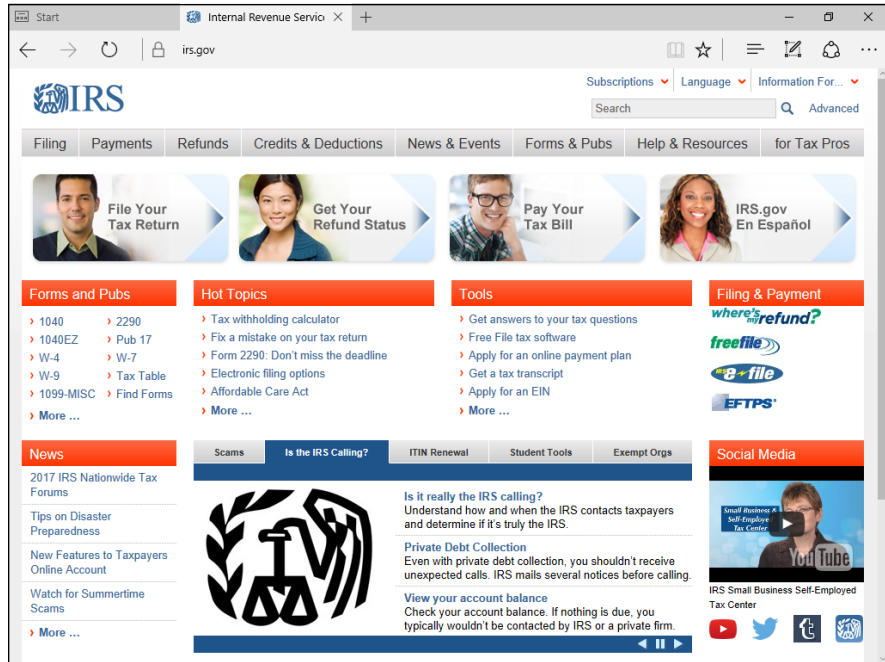 Start
Internal Revenue Servic
irs.gov
Subscriptions Language Information For...
IRS
Search Advanced
Filing Payments Refunds Credits & Deductions News & Events Forms & Pubs Help & Resources for Tax Pros
File Your
Tax Return
Get Your
Refund Status
Pay Your
Tax Bill
IRS.gov
En Español
Forms and Pubs
1040
1040EZ
W-4
W-9
1099-MISC
2290
Pub 17
W-7
Tax Table
Find Forms
More ...
Hot Topics
Tax withholding calculator
Fix a mistake on your tax return
Form 2290: Don't miss the deadline
Electronic filing options
Affordable Care Act
More ...
Tools
Get answers to your tax questions
Free File tax software
Apply for an online payment plan
Get a tax transcript
Apply for an EIN
More ...
Filing & Payment
where's my refund?
freefile
IRS e-file
EFTPS
News
2017 IRS Nationwide Tax
Forums
Tips on Disaster
Preparedness
New Features to Taxpayers
Online Account
Watch for Summertime
Scams
More ...
Scams Is the IRS Calling? ITIN Renewal Student Tools Exempt Orgs
Is it really the IRS calling?
Understand how and when the IRS contacts taxpayers
and determine if it's truly the IRS.
Private Debt Collection
Even with private debt collection, you shouldn't receive
unexpected calls. IRS mails several notices before calling.
View your account balance
Check your account balance. If nothing is due, you
typically wouldn't be contacted by IRS or a private firm.
Social Media
Small Business &
Self-Employed
Tax Center
YouTube
IRS Small Business Self-Employed
Tax Center